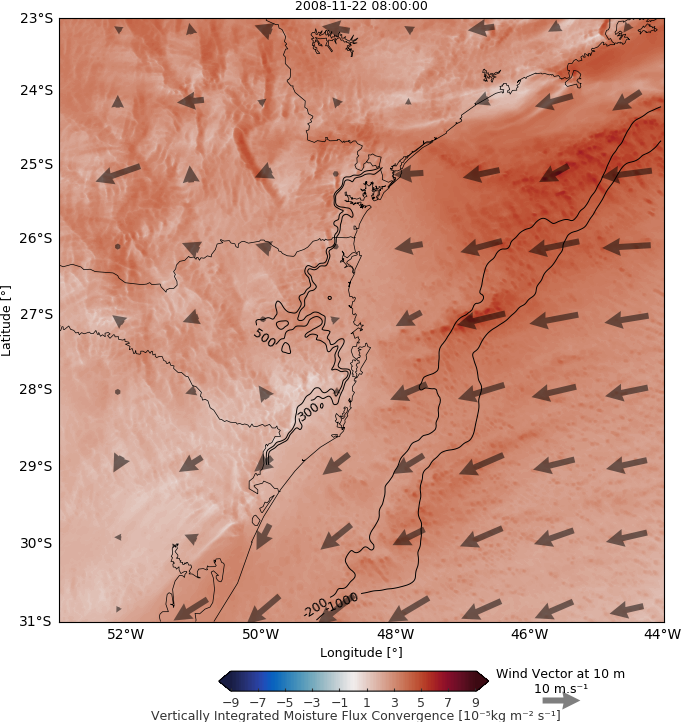 2008-11-22 08:00:00
23°S
24°S
25°S
26°S
27°S
28°S
29°S
30°S
31°S
Latitude [°]
500
300
-200
-1000
52°W 50°W 48°W 46°W 44°W
Longitude [°]
−9 −7 −5 −3 −1 1 3 5 7 9
Vertically Integrated Moisture Flux Convergence [10⁻⁵kg m⁻² s⁻¹]
Wind Vector at 10 m
10 m.s⁻¹